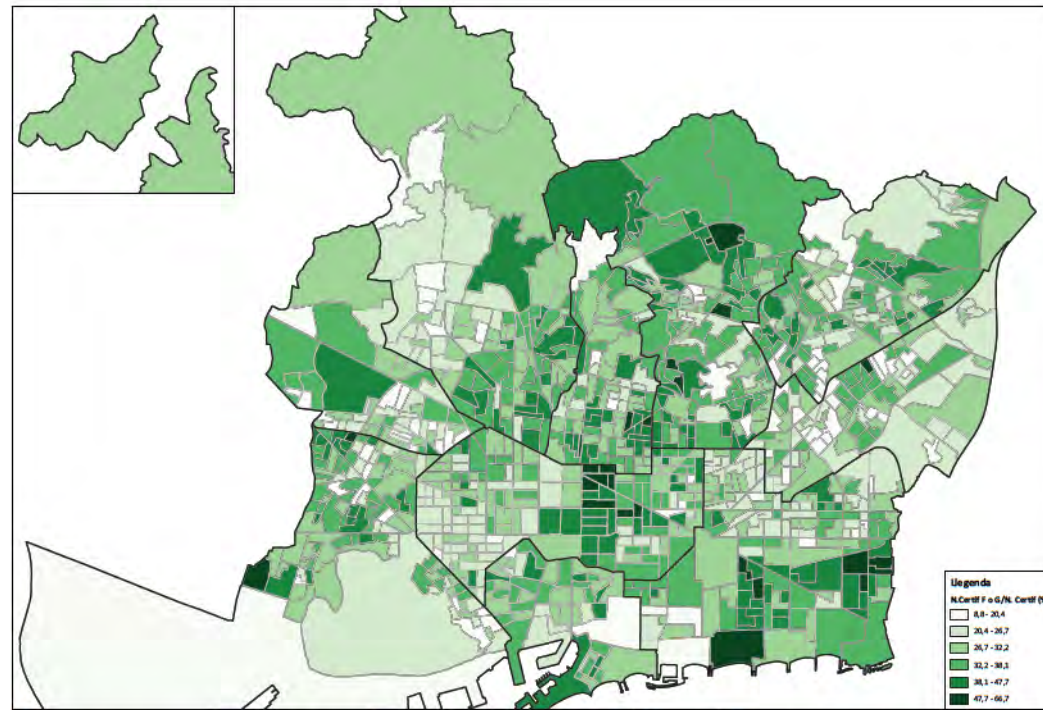 Llegenda
N.Certif F o G/N. Certif (%
8,8 - 20,4
20,4 - 26,7
26,7 - 32,2
32,2 - 38,1
38,1 - 47,7
47,7 - 66,7